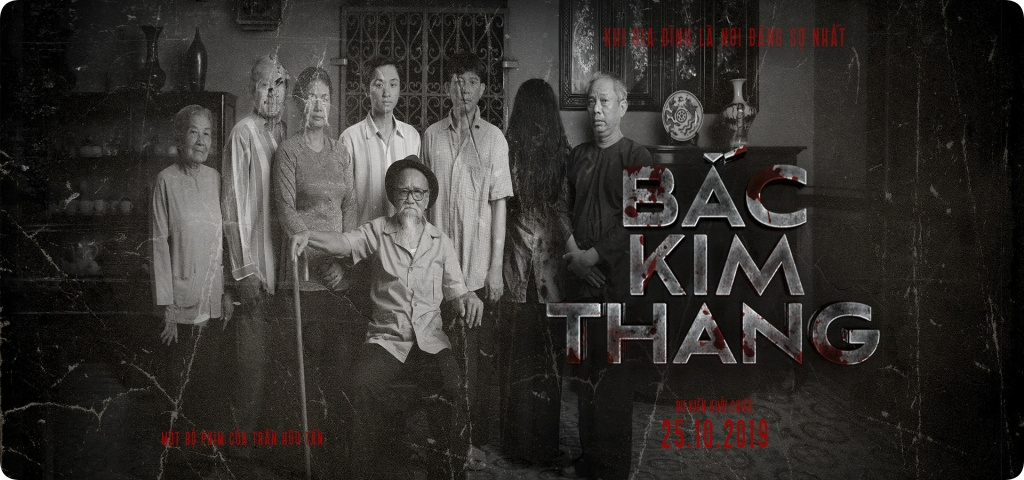 KHI GIA ĐÌNH LÀ NƠI ĐÁNG SỢ NHẤT
BẮC
KIM
THANG
DỰ KIẾN KHỞI CHIẾU
25.10.2019
MỘT BỘ PHIM CỦA TRẦN HỮU TẤN